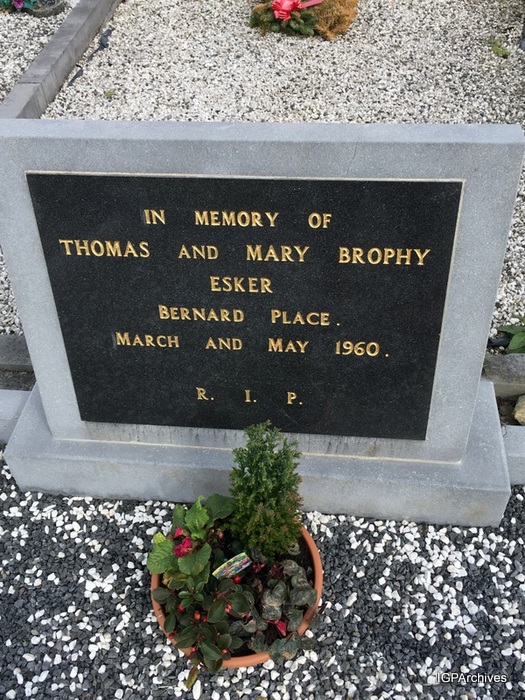 IN MEMORY OF
THOMAS AND MARY BROPHY
ESKER
BERNARD PLACE.
MARCH AND MAY 1960.
R. I. P.
IGPArchives